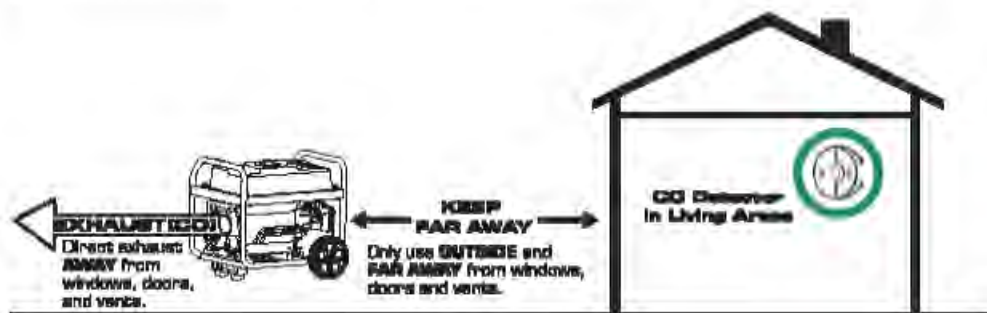 EXHAUST(CO)
Direct exhaust
AWAY from
windows, doors,
and vents.
KEEP
FAR AWAY
Only use OUTSIDE and
FAR AWAY from windows,
doors and vents.
CO Detector
in Living Areas